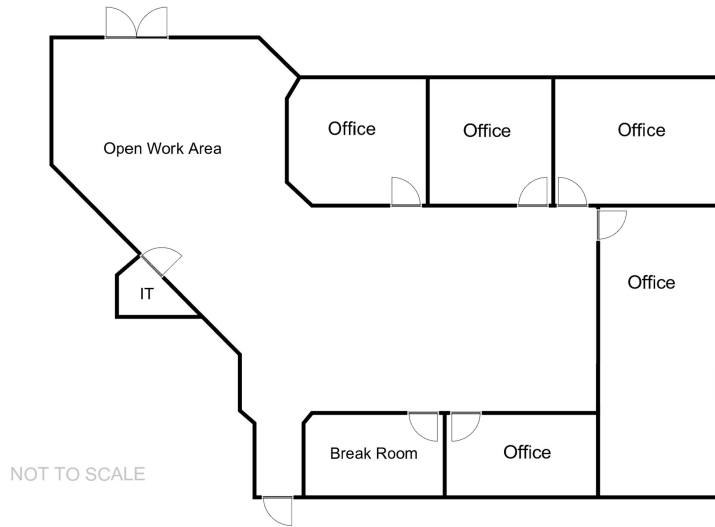 Office
Office
Office
Open Work Area
Office
IT
Break Room
Office
NOT TO SCALE